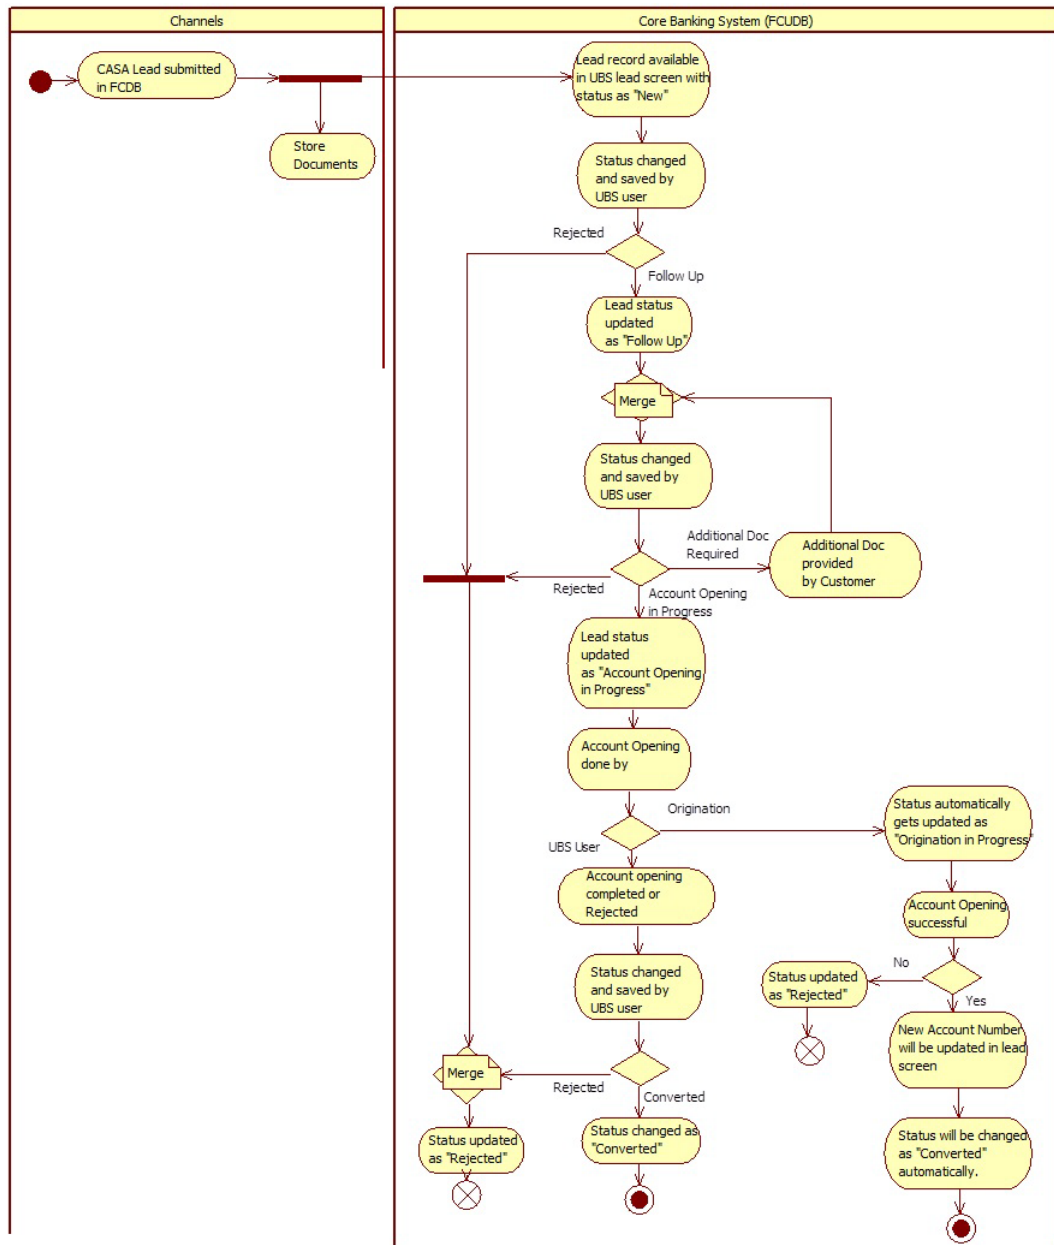 Channels
Core Banking System (FCUDB)
CASA Lead submitted
in FCDB
Lead record available
in UBS lead screen with
status as "New"
Store
Documents
Status changed
and saved by
UBS user
Rejected
Follow Up
Lead status
updated
as "Follow Up"
Merge
Status changed
and saved by
UBS user
Additional Doc
Required
Additional Doc
provided
by Customer
Rejected
Account Opening
in Progress
Lead status
updated
as "Account Opening
in Progress"
Account Opening
done by
Origination
Status automatically
gets updated as
"Origination in Progress"
UBS User
Account opening
completed or
Rejected
Account Opening
successful
No
Status updated
as "Rejected"
Yes
Status changed
and saved by
UBS user
New Account Number
will be updated in lead
screen
Merge
Rejected
Converted
Status updated
as "Rejected"
Status changed as
"Converted"
Status will be changed
as "Converted"
automatically.